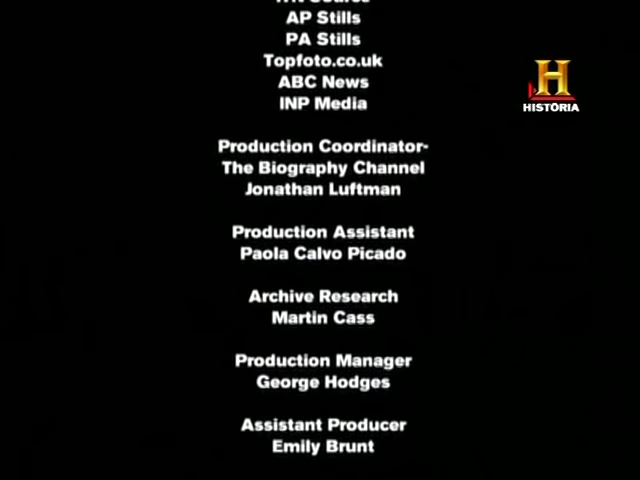 AP Stills
PA Stills
Topfoto.co.uk
ABC News
INP Media
H
HISTORIA
Production Coordinator-
The Biography Channel
Jonathan Luftman
Production Assistant
Paola Calvo Picado
Archive Research
Martin Cass
Production Manager
George Hodges
Assistant Producer
Emily Brunt